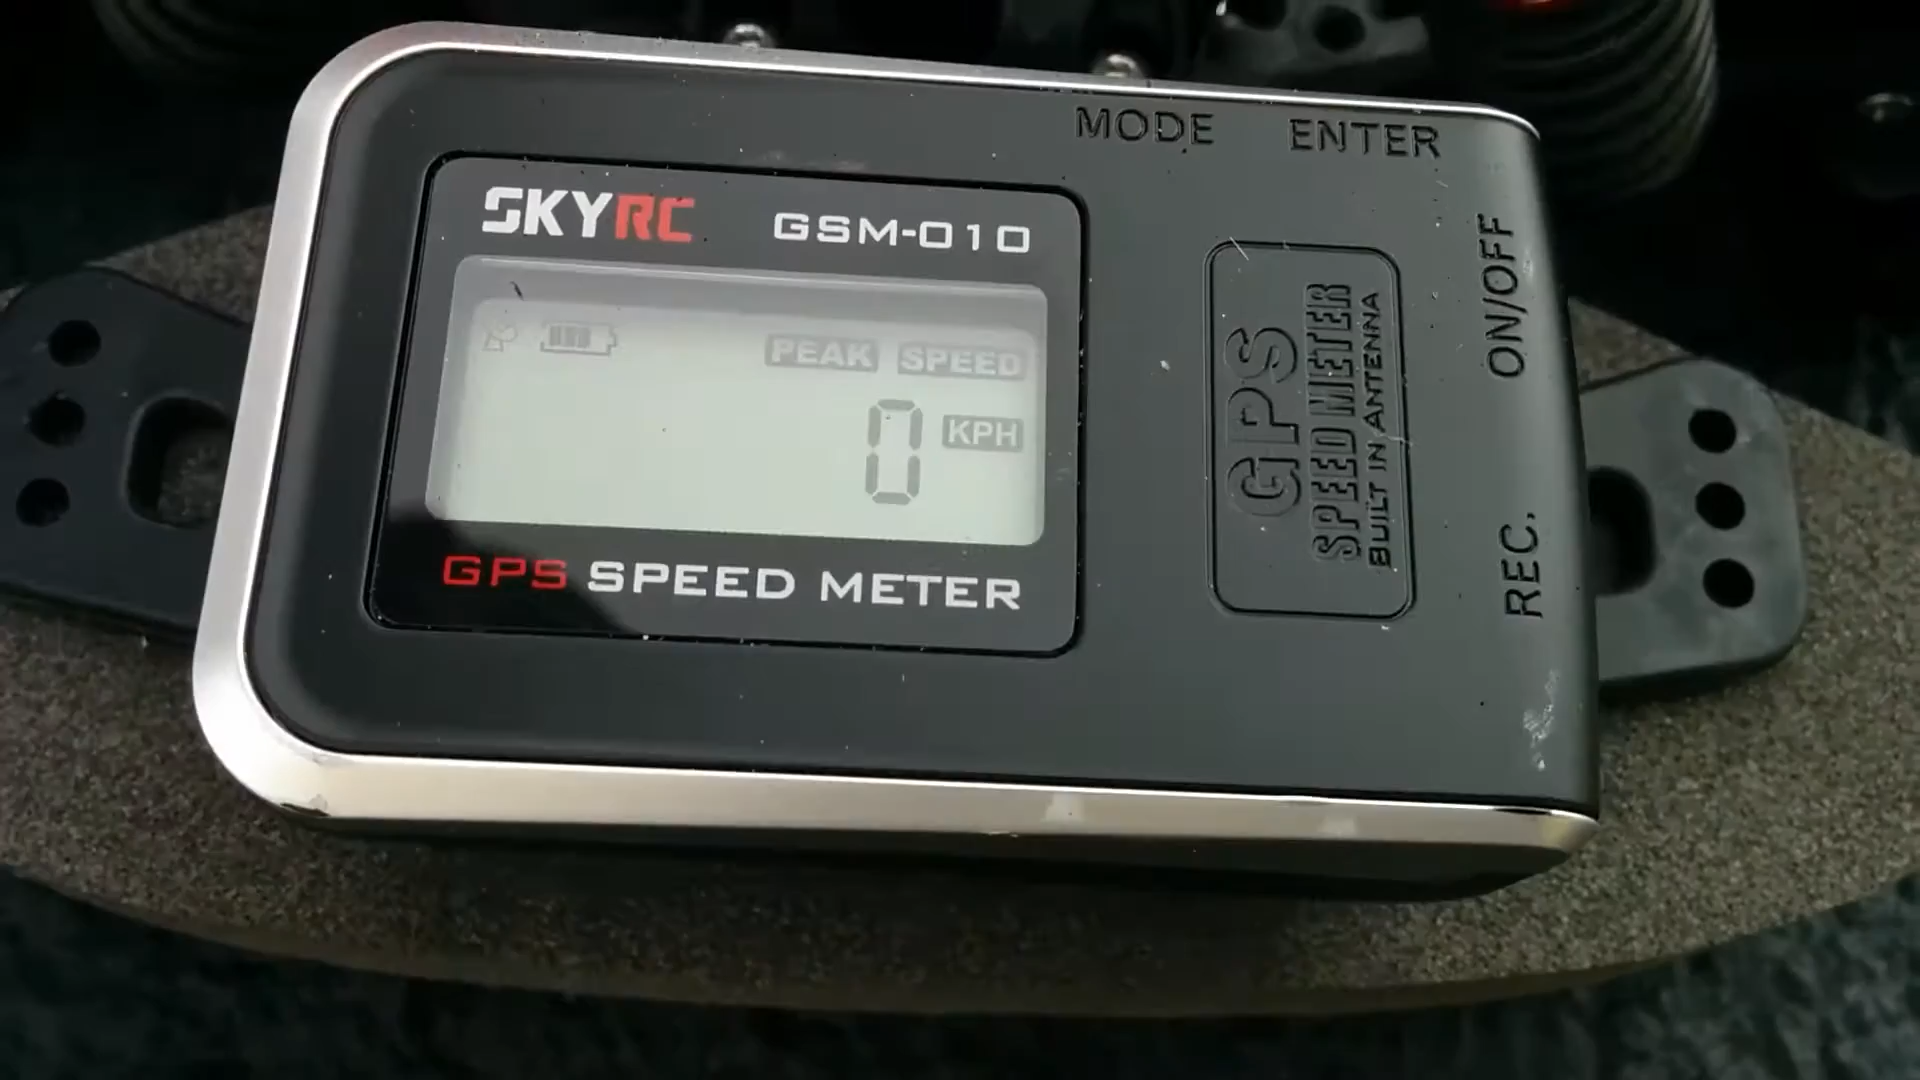 MODE ENTER
SKYRC GSM-010
PEAK SPEED
0 KPH
GPS SPEED METER
GPS
SPEED METER
BUILT IN ANTENNA
ON/OFF
REC.